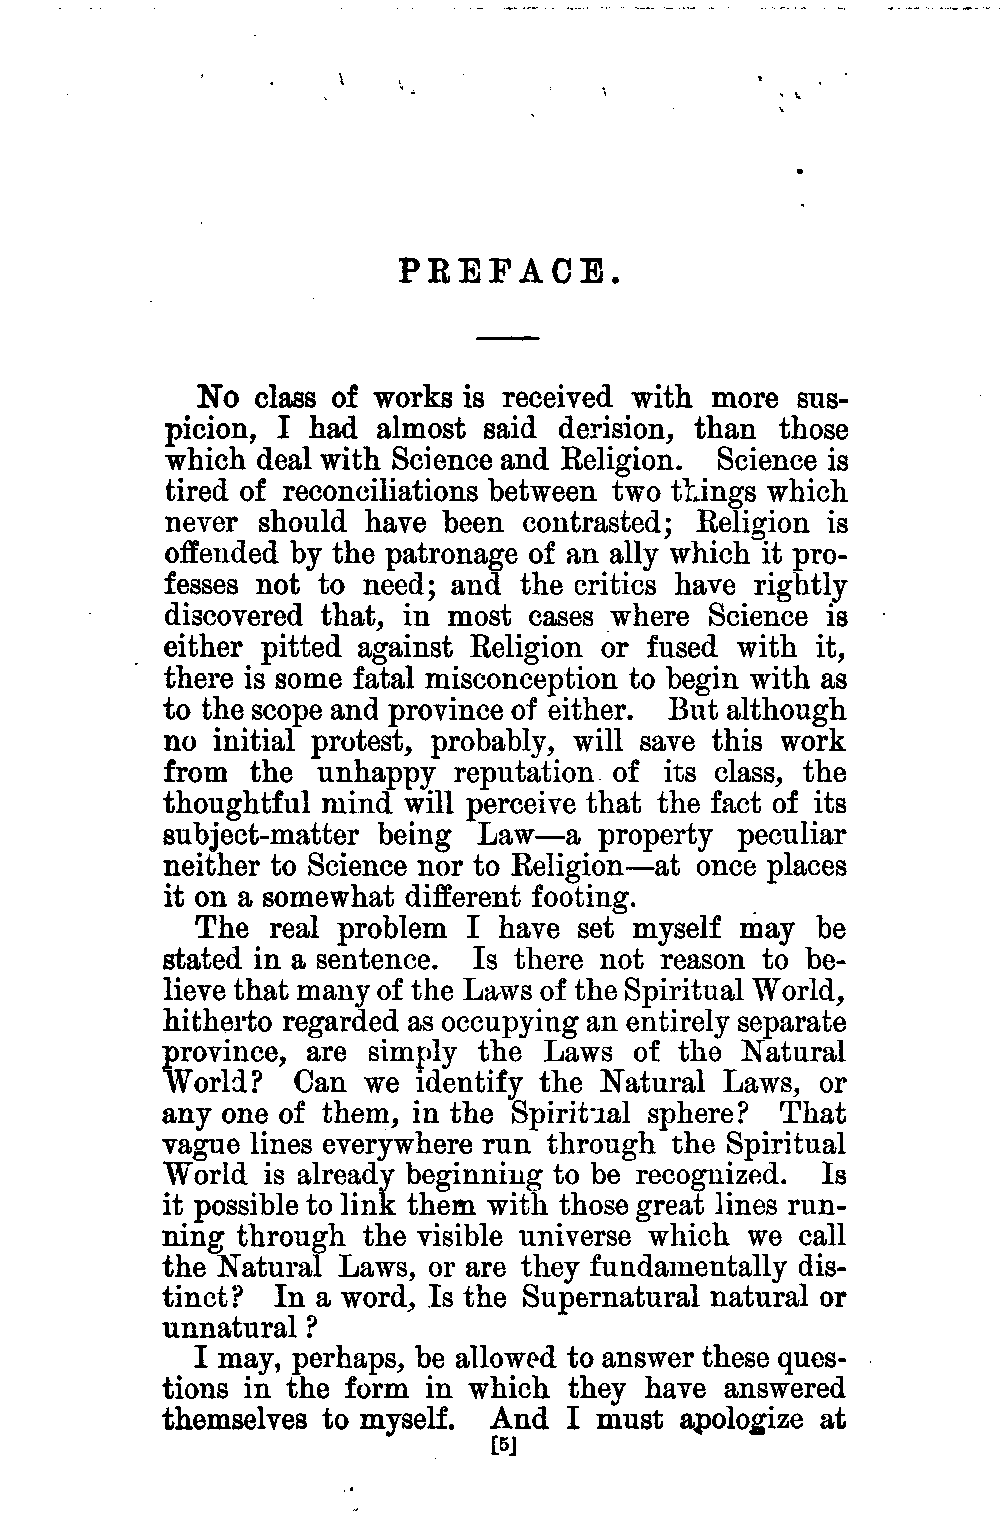 PREFACE.
No class of works is received with more sus-
picion, I had almost said derision, than those
which deal with Science and Religion. Science is
tired of reconciliations between two things which
never should have been contrasted; Religion is
offended by the patronage of an ally which it pro-
fesses not to need; and the critics have rightly
discovered that, in most cases where Science is
either pitted against Religion or fused with it,
there is some fatal misconception to begin with as
to the scope and province of either. But although
no initial protest, probably, will save this work
from the unhappy reputation of its class, the
thoughtful mind will perceive that the fact of its
subject-matter being Law—a property peculiar
neither to Science nor to Religion—at once places
it on a somewhat different footing.
The real problem I have set myself may be
stated in a sentence. Is there not reason to be-
lieve that many of the Laws of the Spiritual World,
hitherto regarded as occupying an entirely separate
province, are simply the Laws of the Natural
World? Can we identify the Natural Laws, or
any one of them, in the Spiritual sphere? That
vague lines everywhere run through the Spiritual
World is already beginning to be recognized. Is
it possible to link them with those great lines run-
ning through the visible universe which we call
the Natural Laws, or are they fundamentally dis-
tinct? In a word, Is the Supernatural natural or
unnatural?
I may, perhaps, be allowed to answer these ques-
tions in the form in which they have answered
themselves to myself. And I must apologize at
[5]